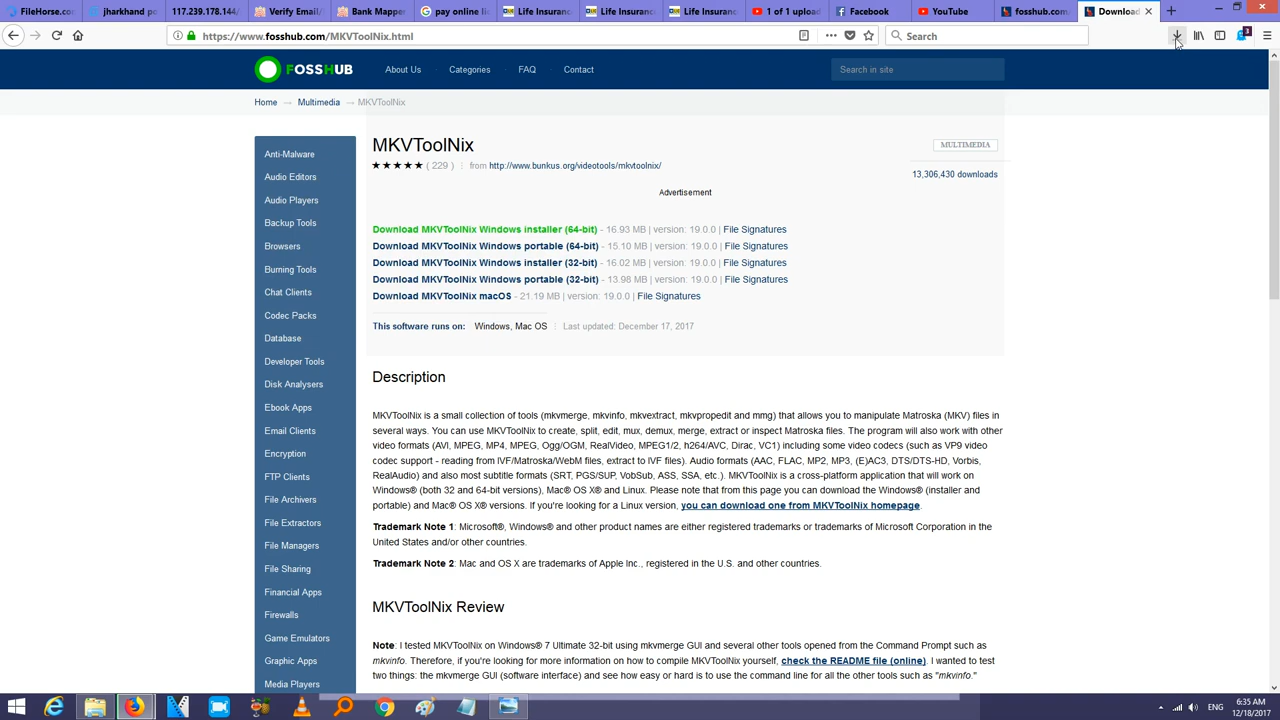 FileHorse.co
jharkhand te
117.239.178.144/
Verify Email/
Bank Mapper
pay online li
Life Insuran
Life Insuranc
Life Insuranc
1 of 1 upload
Facebook
YouTube
fosshub.com
Downloa
https://www.fosshub.com/MKVToolNix.html
Search
3
FOSSHUB
About Us
Categories
FAQ
Contact
Search in site
Home → Multimedia → MKVToolNix
Anti-Malware
Audio Editors
Audio Players
Backup Tools
Browsers
Burning Tools
Chat Clients
Codec Packs
Database
Developer Tools
Disk Analysers
Ebook Apps
Email Clients
Encryption
FTP Clients
File Archivers
File Extractors
File Managers
File Sharing
Financial Apps
Firewalls
Game Emulators
Graphic Apps
Media Players
MKVToolNix
MULTIMEDIA
★★★★★ ( 229 ) from http://www.bunkus.org/videotools/mkvtoolnix/
13,306,430 downloads
Advertisement
Download MKVToolNix Windows installer (64-bit) - 16.93 MB | version: 19.0.0 | File Signatures
Download MKVToolNix Windows portable (64-bit) - 15.10 MB | version: 19.0.0 | File Signatures
Download MKVToolNix Windows installer (32-bit) - 16.02 MB | version: 19.0.0 | File Signatures
Download MKVToolNix Windows portable (32-bit) - 13.98 MB | version: 19.0.0 | File Signatures
Download MKVToolNix macOS - 21.19 MB | version: 19.0.0 | File Signatures
This software runs on: Windows, Mac OS Last updated: December 17, 2017
Description
MKVToolNix is a small collection of tools (mkvmerge, mkvinfo, mkvextract, mkvpropedit and mmg) that allows you to manipulate Matroska (MKV) files in
several ways. You can use MKVToolNix to create, split, edit, mux, demux, merge, extract or inspect Matroska files. The program will also work with other
video formats (AVI, MPEG, MP4, MPEG, Ogg/OGM, RealVideo, MPEG1/2, h264/AVC, Dirac, VC1) including some video codecs (such as VP9 video
codec support - reading from IVF/Matroska/WebM files, extract to IVF files). Audio formats (AAC, FLAC, MP2, MP3, (E)AC3, DTS/DTS-HD, Vorbis,
RealAudio) and also most subtitle formats (SRT, PGS/SUP, VobSub, ASS, SSA, etc.). MKVToolNix is a cross-platform application that will work on
Windows® (both 32 and 64-bit versions), Mac® OS X® and Linux. Please note that from this page you can download the Windows® (installer and
portable) and Mac® OS X® versions. If you're looking for a Linux version, you can download one from MKVToolNix homepage.
Trademark Note 1: Microsoft®, Windows® and other product names are either registered trademarks or trademarks of Microsoft Corporation in the
United States and/or other countries.
Trademark Note 2: Mac and OS X are trademarks of Apple Inc., registered in the U.S. and other countries.
MKVToolNix Review
Note: I tested MKVToolNix on Windows® 7 Ultimate 32-bit using mkvmerge GUI and several other tools opened from the Command Prompt such as
mkvinfo. Therefore, if you're looking for more information on how to compile MKVToolNix yourself, check the README file (online). I wanted to test
two things: the mkvmerge GUI (software interface) and see how easy or hard is to use the command line for all the other tools such as "mkvinfo."
ENG
6:35 AM
12/18/2017